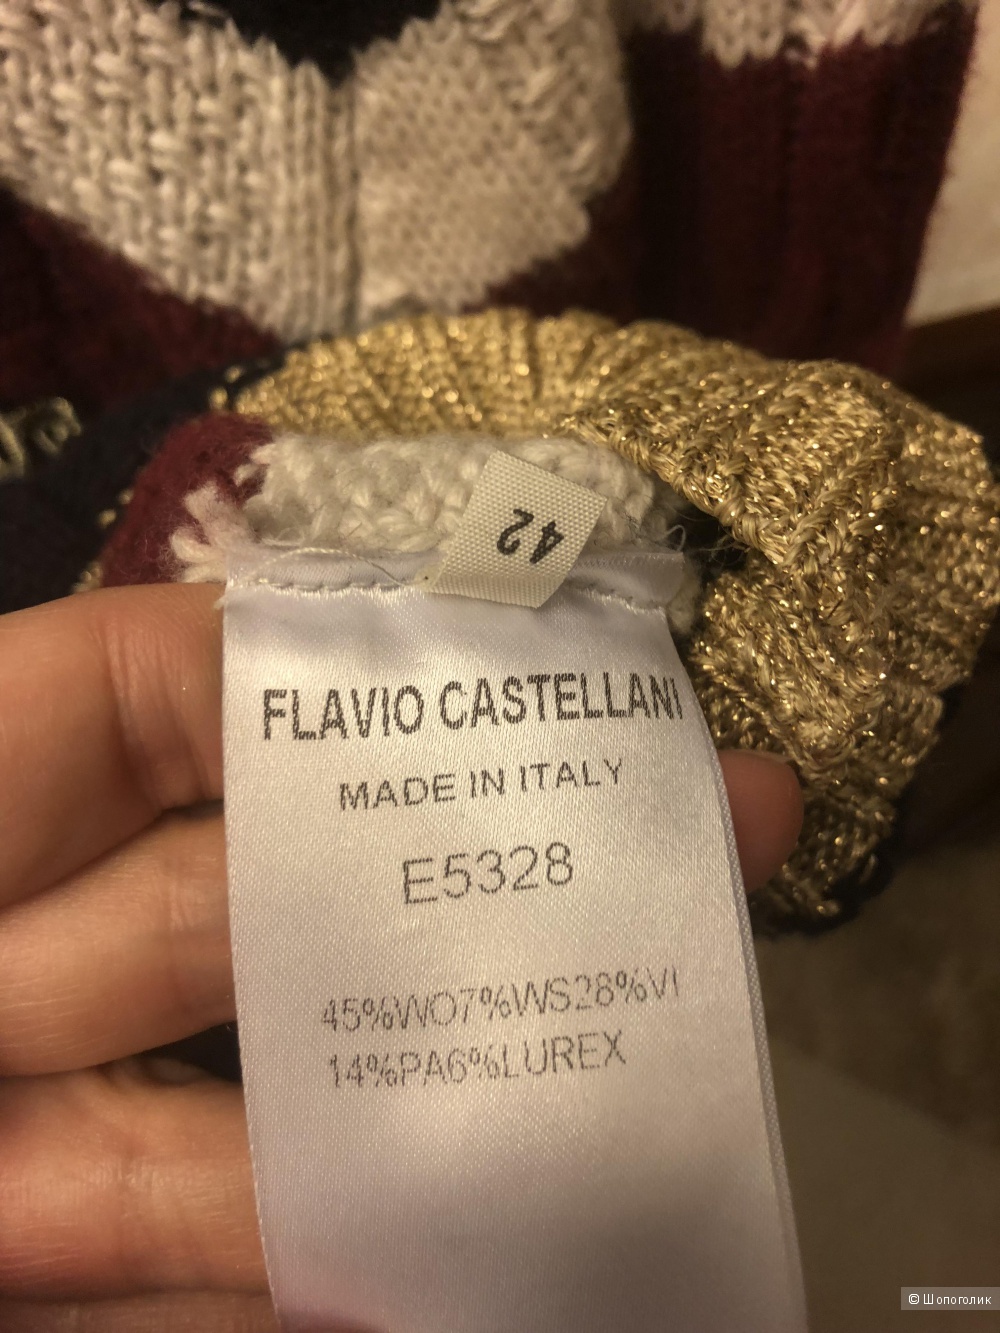 42
FLAVIO CASTELLANI
MADE IN ITALY
E5328
45%WO7%WS28%VI
14%PA6%LUREX
© Шопоголик